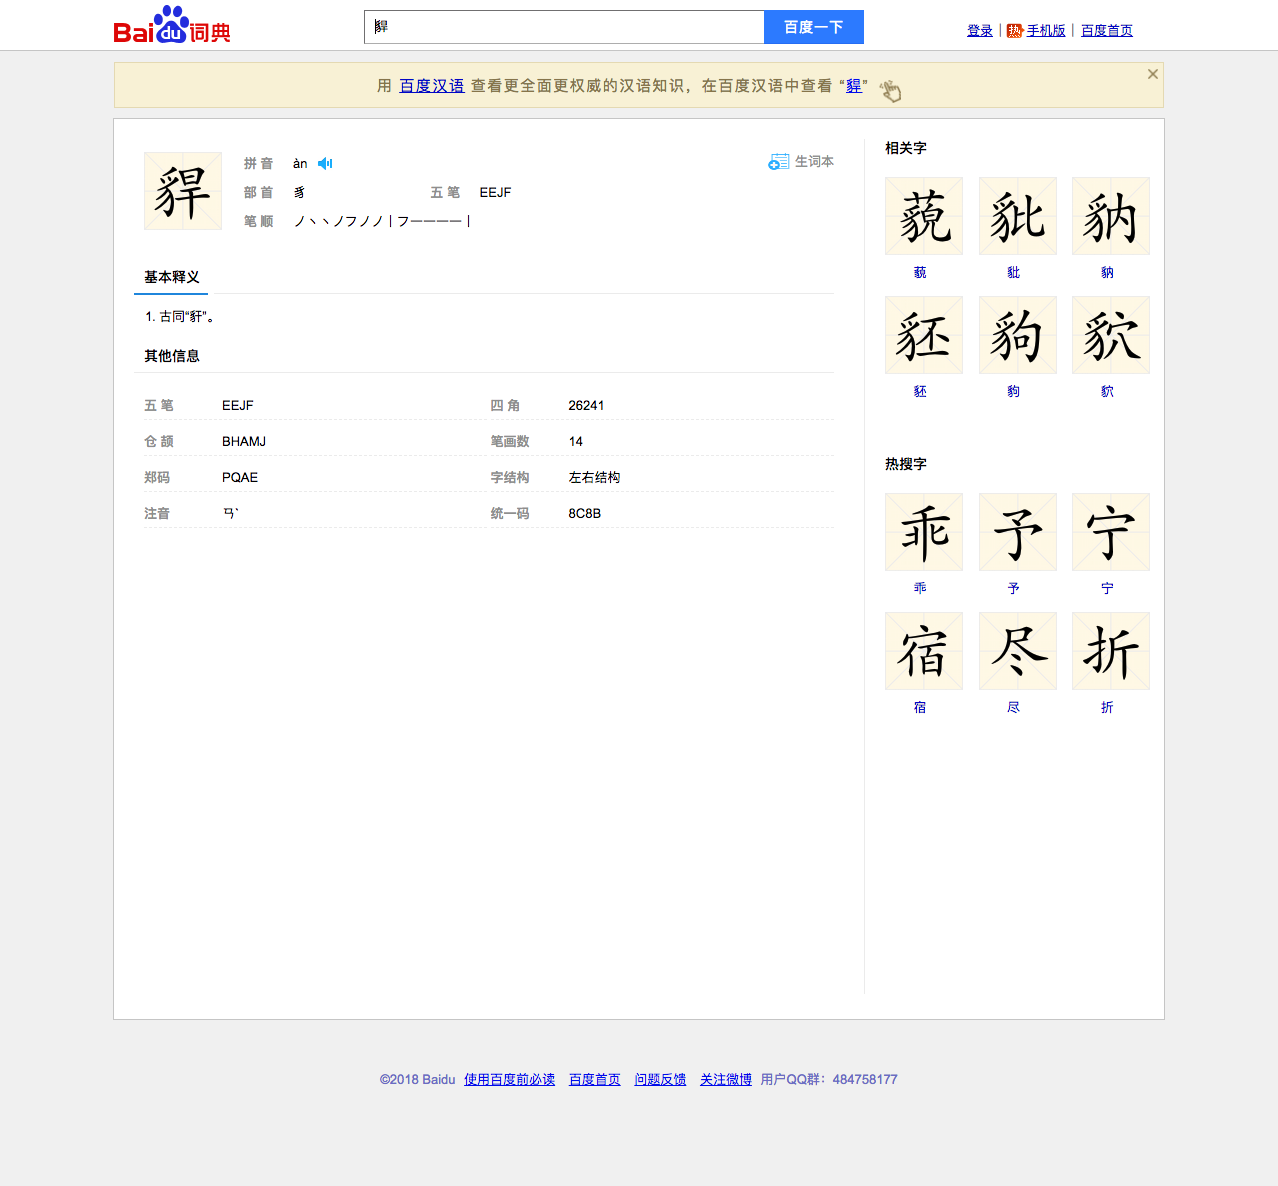 Bai du 词典
貋
百度一下
登录 | 热 手机版 | 百度首页
用 百度汉语 查看更全面更权威的汉语知识，在百度汉语中查看 “貋”
貋
拼 音 àn
生词本
部 首 豸 五 笔 EEJF
笔 顺 ノ丶丶ノフノノ丨フ一一一一丨
基本释义
1. 古同“豻”。
其他信息
五 笔 EEJF 四 角 26241
仓 颉 BHAMJ 笔画数 14
郑码 PQAE 字结构 左右结构
注音 ㄢˋ 统一码 8C8B
相关字
藐 豼 豽
藐 豼 豽
豾 豿 貁
豾 豿 貁
热搜字
乖 予 宁
乖 予 宁
宿 尽 折
宿 尽 折
©2018 Baidu 使用百度前必读 百度首页 问题反馈 关注微博 用户QQ群：484758177